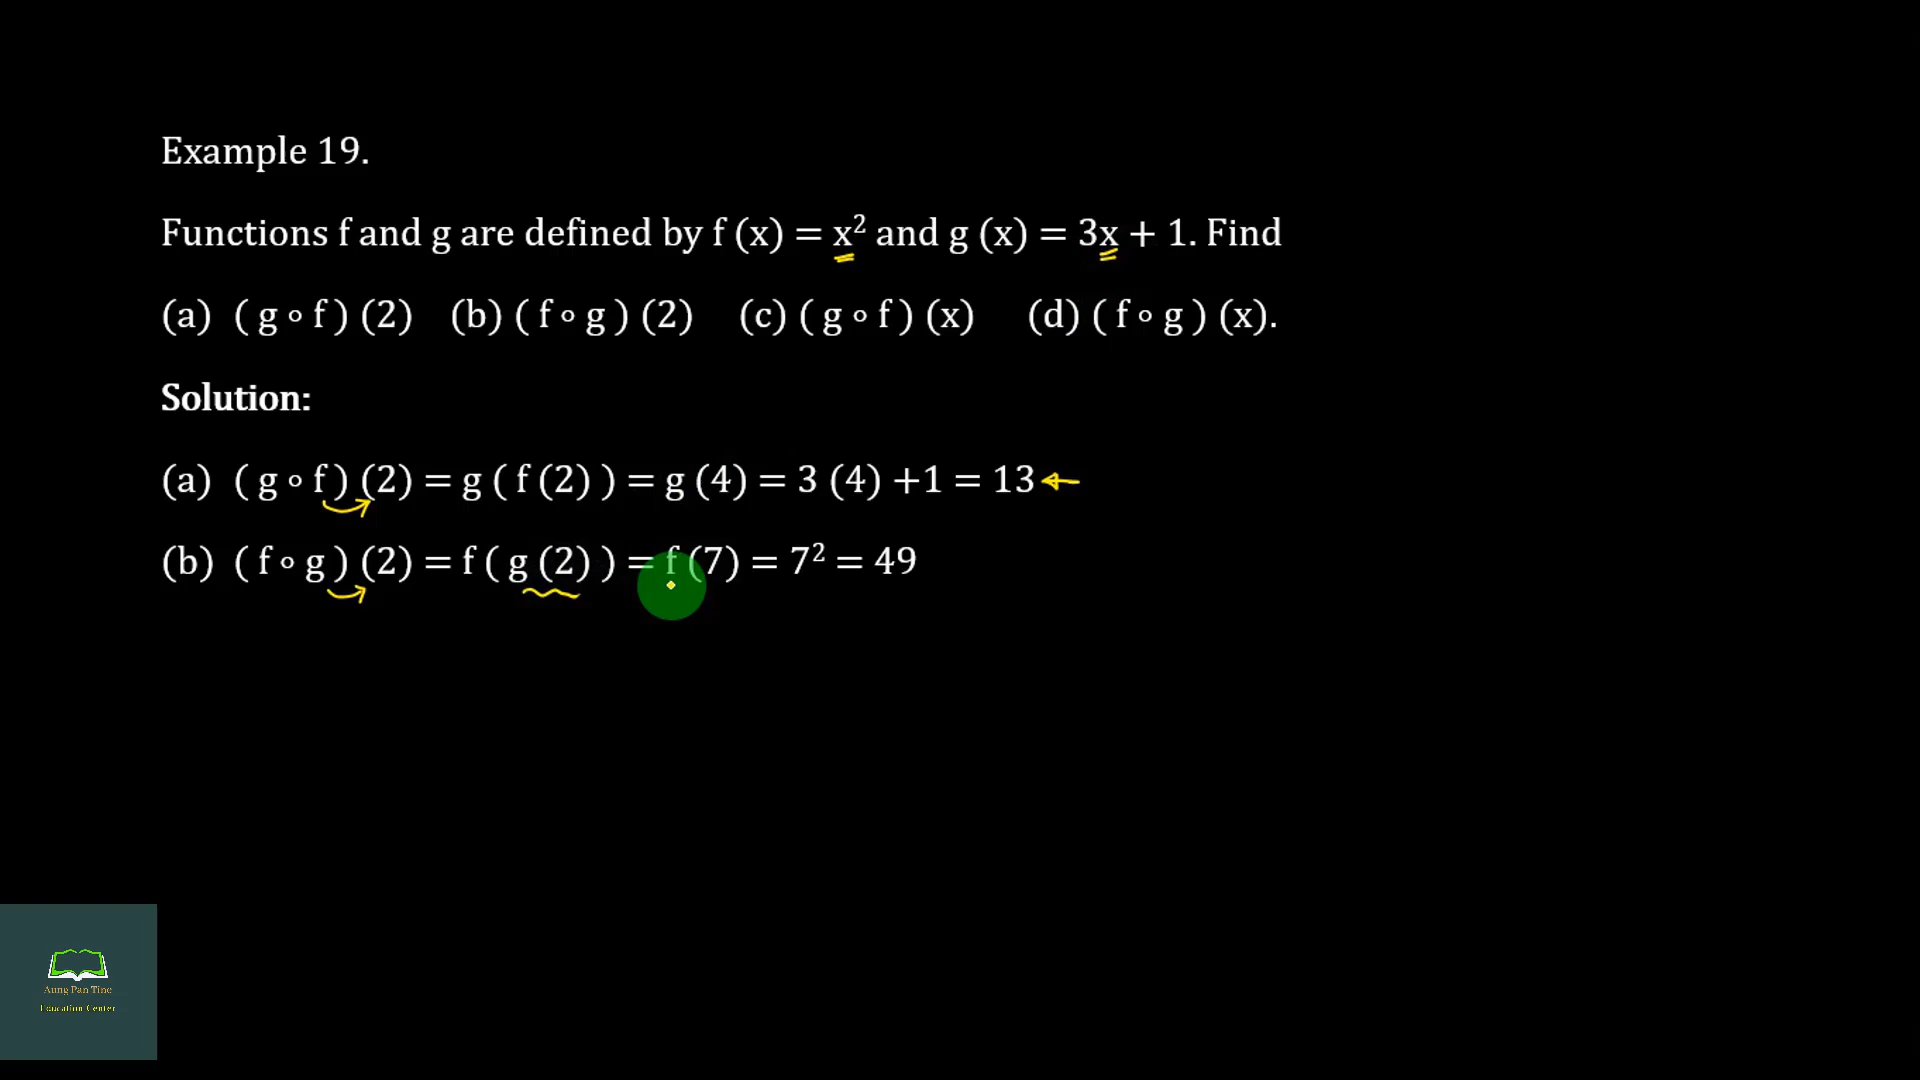 Example 19.
Functions f and g are defined by f (x) = x² and g (x) = 3x + 1. Find
(a) ( g ∘ f ) (2) (b) ( f ∘ g ) (2) (c) ( g ∘ f ) (x) (d) ( f ∘ g ) (x).
Solution:
(a) ( g ∘ f ) (2) = g ( f (2) ) = g (4) = 3 (4) +1 = 13
(b) ( f ∘ g ) (2) = f ( g (2) ) = f (7) = 7² = 49
Aung Pan Tine
Education Center